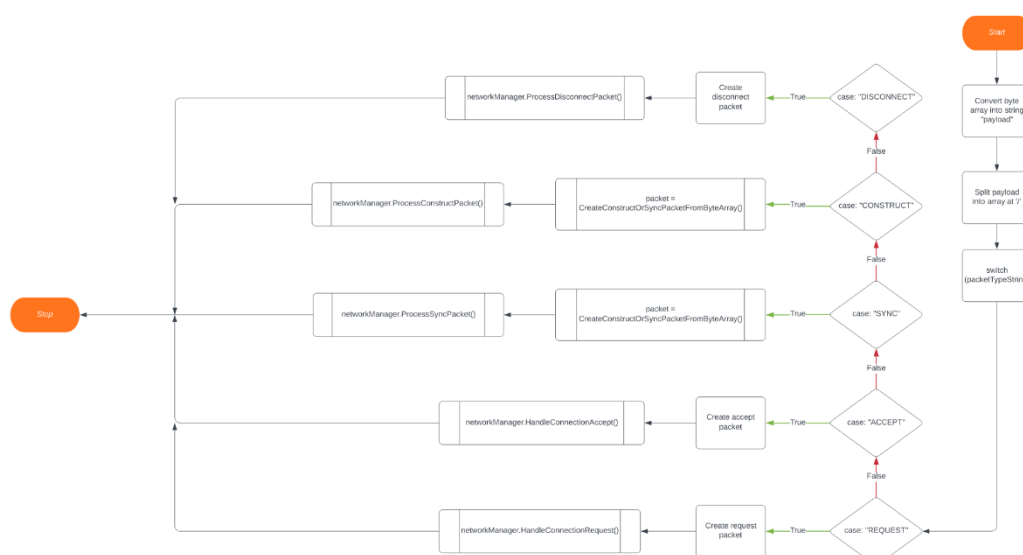 Start
Create
disconnect
packet
networkManager.ProcessDisconnectPacket()
True
case: "DISCONNECT"
Convert byte
array into string
"payload"
False
networkManager.ProcessConstructPacket()
packet =
CreateConstructOrSyncPacketFromByteArray()
True
case: "CONSTRUCT"
Split payload
into array at '/'
False
switch
(packetTypeString
Stop
networkManager.ProcessSyncPacket()
packet =
CreateConstructOrSyncPacketFromByteArray()
True
case: "SYNC"
False
networkManager.HandleConnectionAccept()
Create accept
packet
True
case: "ACCEPT"
False
networkManager.HandleConnectionRequest()
Create request
packet
True
case: "REQUEST"